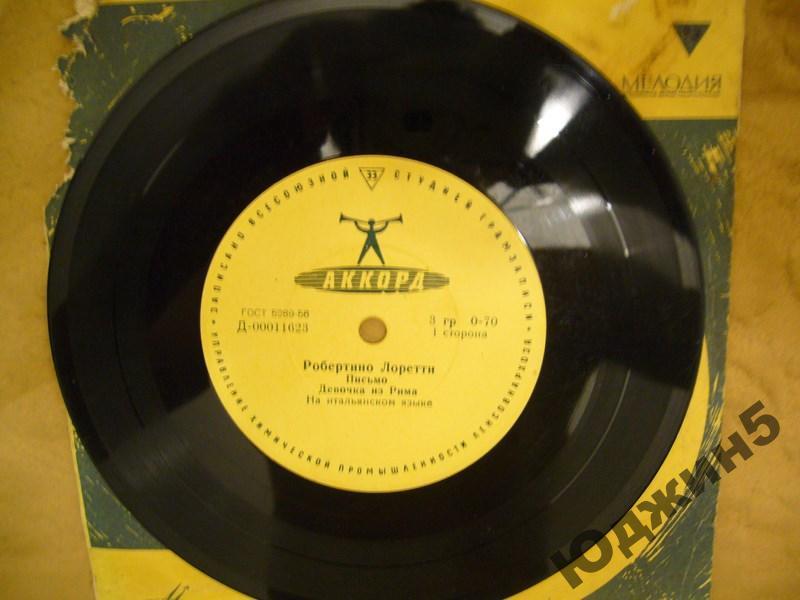 МЕЛОДИЯ
ЗАПИСАНО ВСЕСОЮЗНОЙ 33 СТУДИЕЙ ГРАМЗАПИСИ
АККОРД
ГОСТ 5289-56
Д-00011623
3 гр 0-70
1 сторона
Робертино Лоретти
Письмо
Девочка из Рима
На итальянском языке
УПРАВЛЕНИЕ ХИМИЧЕСКОЙ ПРОМЫШЛЕННОСТИ ЛЕНСОВНАРХОЗА
Юджин5